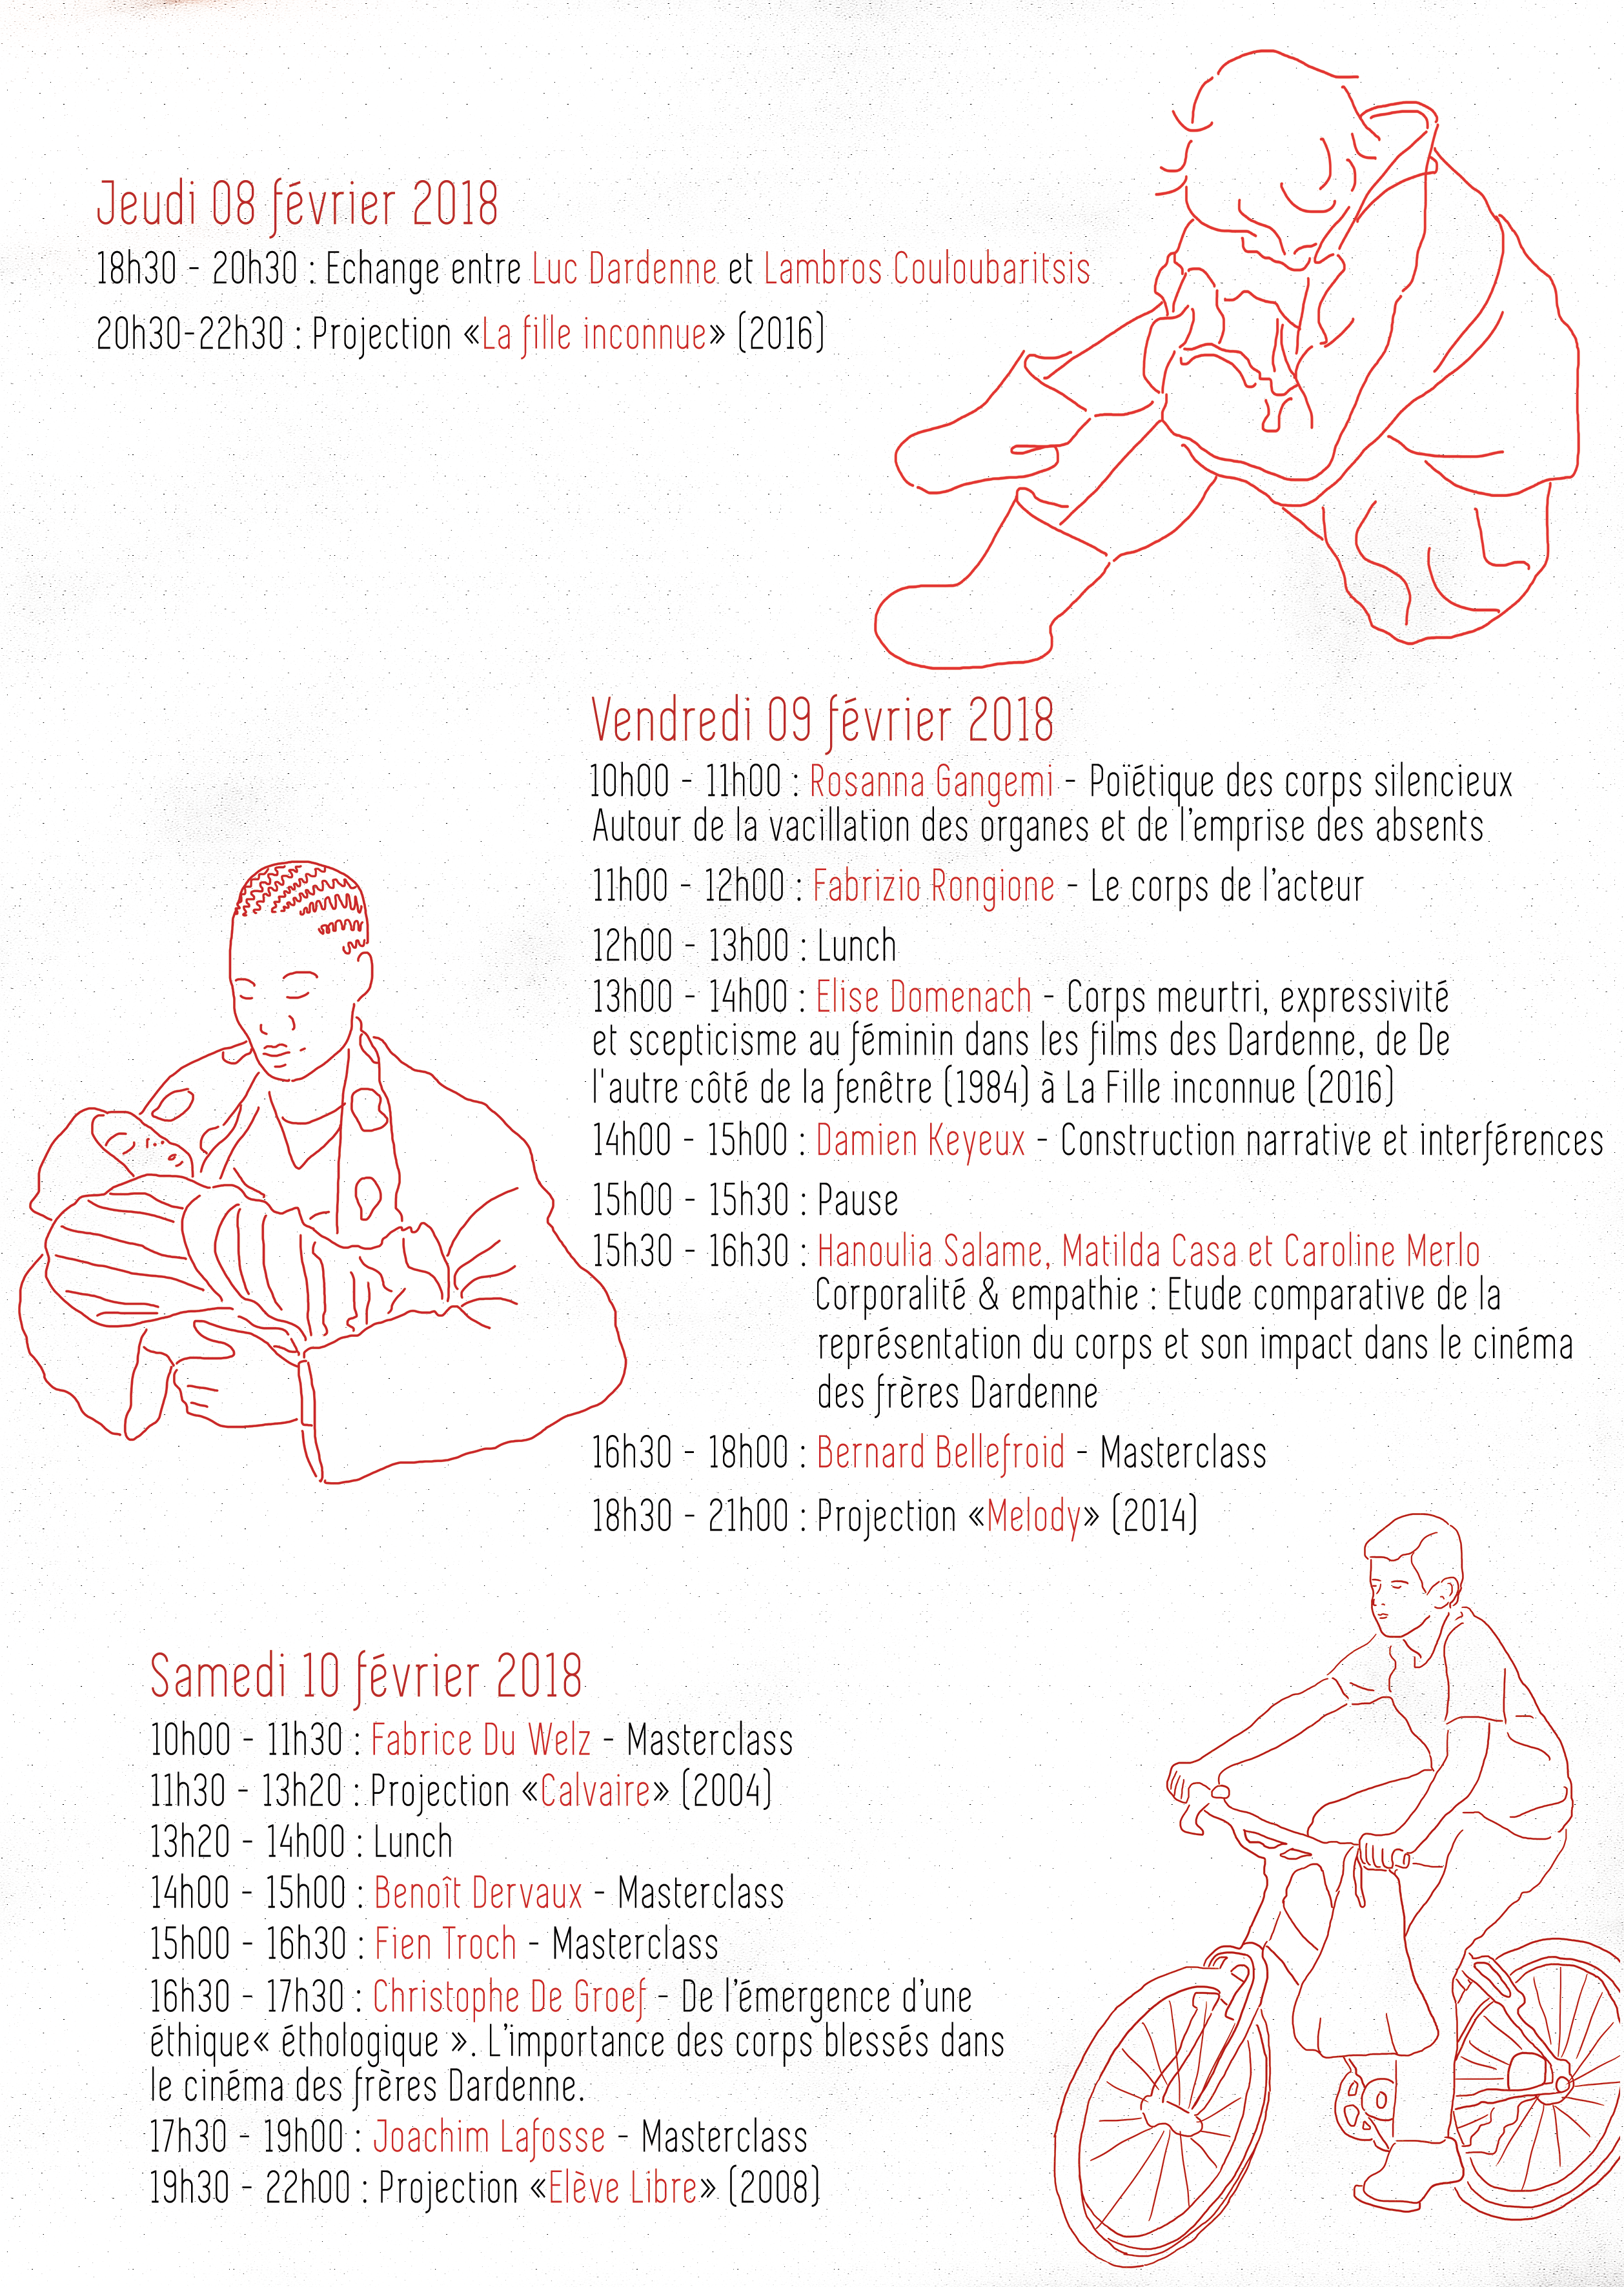 Jeudi 08 février 2018
18h30 - 20h30 : Echange entre Luc Dardenne et Lambros Couloubaritsis
20h30-22h30 : Projection «La fille inconnue» (2016)
Vendredi 09 février 2018
10h00 - 11h00 : Rosanna Gangemi - Poïétique des corps silencieux
Autour de la vacillation des organes et de l'emprise des absents
11h00 - 12h00 : Fabrizio Rongione - Le corps de l'acteur
12h00 - 13h00 : Lunch
13h00 - 14h00 : Elise Domenach - Corps meurtri, expressivité
et scepticisme au féminin dans les films des Dardenne, de De
l'autre côté de la fenêtre (1984) à La Fille inconnue (2016)
14h00 - 15h00 : Damien Keyeux - Construction narrative et interférences
15h00 - 15h30 : Pause
15h30 - 16h30 : Hanoulia Salame, Matilda Casa et Caroline Merlo
Corporalité & empathie : Etude comparative de la
représentation du corps et son impact dans le cinéma
des frères Dardenne
16h30 - 18h00 : Bernard Bellefroid - Masterclass
18h30 - 21h00 : Projection «Melody» (2014)
Samedi 10 février 2018
10h00 - 11h30 : Fabrice Du Welz - Masterclass
11h30 - 13h20 : Projection «Calvaire» (2004)
13h20 - 14h00 : Lunch
14h00 - 15h00 : Benoît Dervaux - Masterclass
15h00 - 16h30 : Fien Troch - Masterclass
16h30 - 17h30 : Christophe De Groef - De l'émergence d'une
éthique« éthologique ». L'importance des corps blessés dans
le cinéma des frères Dardenne.
17h30 - 19h00 : Joachim Lafosse - Masterclass
19h30 - 22h00 : Projection «Elève Libre» (2008)